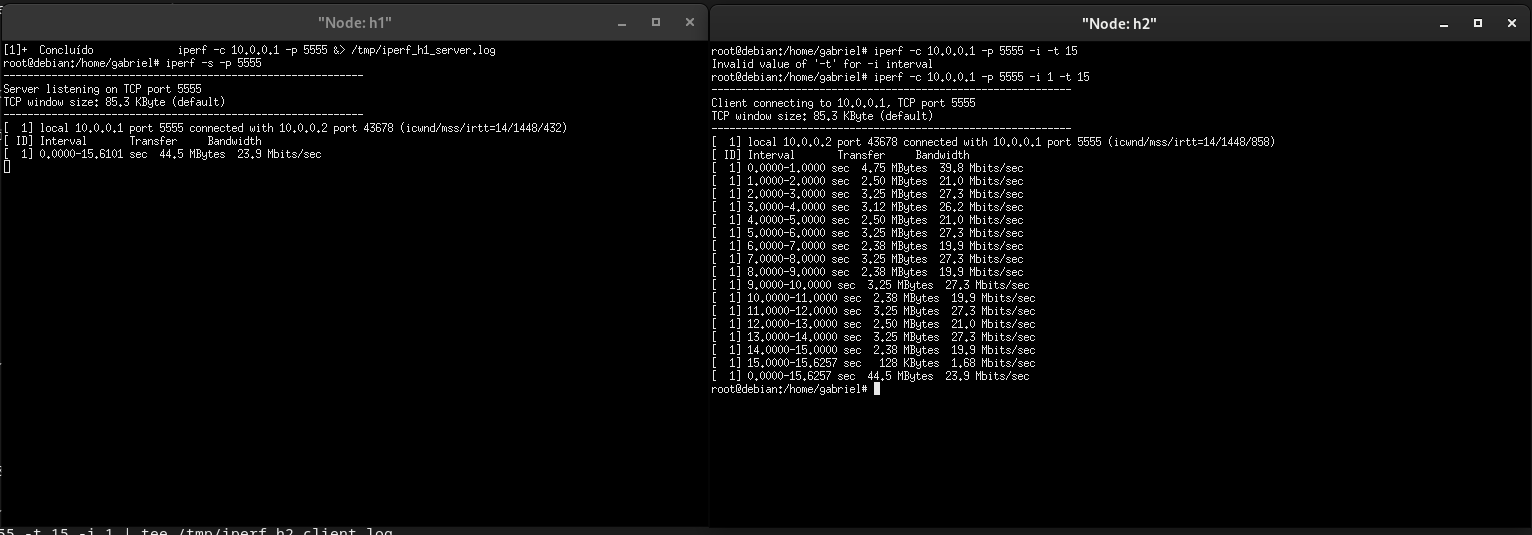 "Node: h1"
[1]+  Concluído             iperf -c 10.0.0.1 -p 5555 &> /tmp/iperf_h1_server.log
root@debian:/home/gabriel# iperf -s -p 5555
------------------------------------------------------------
Server listening on TCP port 5555
TCP window size: 85.3 KByte (default)
------------------------------------------------------------
[  1] local 10.0.0.1 port 5555 connected with 10.0.0.2 port 43678 (icwnd/mss/irtt=14/1448/432)
[ ID] Interval       Transfer     Bandwidth
[  1] 0.0000-15.6101 sec  44.5 MBytes  23.9 Mbits/sec
"Node: h2"
root@debian:/home/gabriel# iperf -c 10.0.0.1 -p 5555 -i -t 15
Invalid value of '-t' for -i interval
root@debian:/home/gabriel# iperf -c 10.0.0.1 -p 5555 -i 1 -t 15
------------------------------------------------------------
Client connecting to 10.0.0.1, TCP port 5555
TCP window size: 85.3 KByte (default)
------------------------------------------------------------
[  1] local 10.0.0.2 port 43678 connected with 10.0.0.1 port 5555 (icwnd/mss/irtt=14/1448/858)
[ ID] Interval       Transfer     Bandwidth
[  1] 0.0000-1.0000 sec  4.75 MBytes  39.8 Mbits/sec
[  1] 1.0000-2.0000 sec  2.50 MBytes  21.0 Mbits/sec
[  1] 2.0000-3.0000 sec  3.25 MBytes  27.3 Mbits/sec
[  1] 3.0000-4.0000 sec  3.12 MBytes  26.2 Mbits/sec
[  1] 4.0000-5.0000 sec  2.50 MBytes  21.0 Mbits/sec
[  1] 5.0000-6.0000 sec  3.25 MBytes  27.3 Mbits/sec
[  1] 6.0000-7.0000 sec  2.38 MBytes  19.9 Mbits/sec
[  1] 7.0000-8.0000 sec  3.25 MBytes  27.3 Mbits/sec
[  1] 8.0000-9.0000 sec  2.38 MBytes  19.9 Mbits/sec
[  1] 9.0000-10.0000 sec  3.25 MBytes  27.3 Mbits/sec
[  1] 10.0000-11.0000 sec  2.38 MBytes  19.9 Mbits/sec
[  1] 11.0000-12.0000 sec  3.25 MBytes  27.3 Mbits/sec
[  1] 12.0000-13.0000 sec  2.50 MBytes  21.0 Mbits/sec
[  1] 13.0000-14.0000 sec  3.25 MBytes  27.3 Mbits/sec
[  1] 14.0000-15.0000 sec  2.38 MBytes  19.9 Mbits/sec
[  1] 15.0000-15.6257 sec   128 KBytes  1.68 Mbits/sec
[  1] 0.0000-15.6257 sec  44.5 MBytes  23.9 Mbits/sec
root@debian:/home/gabriel#
55 -t 15 -i 1 | tee /tmp/iperf_h2_client.log